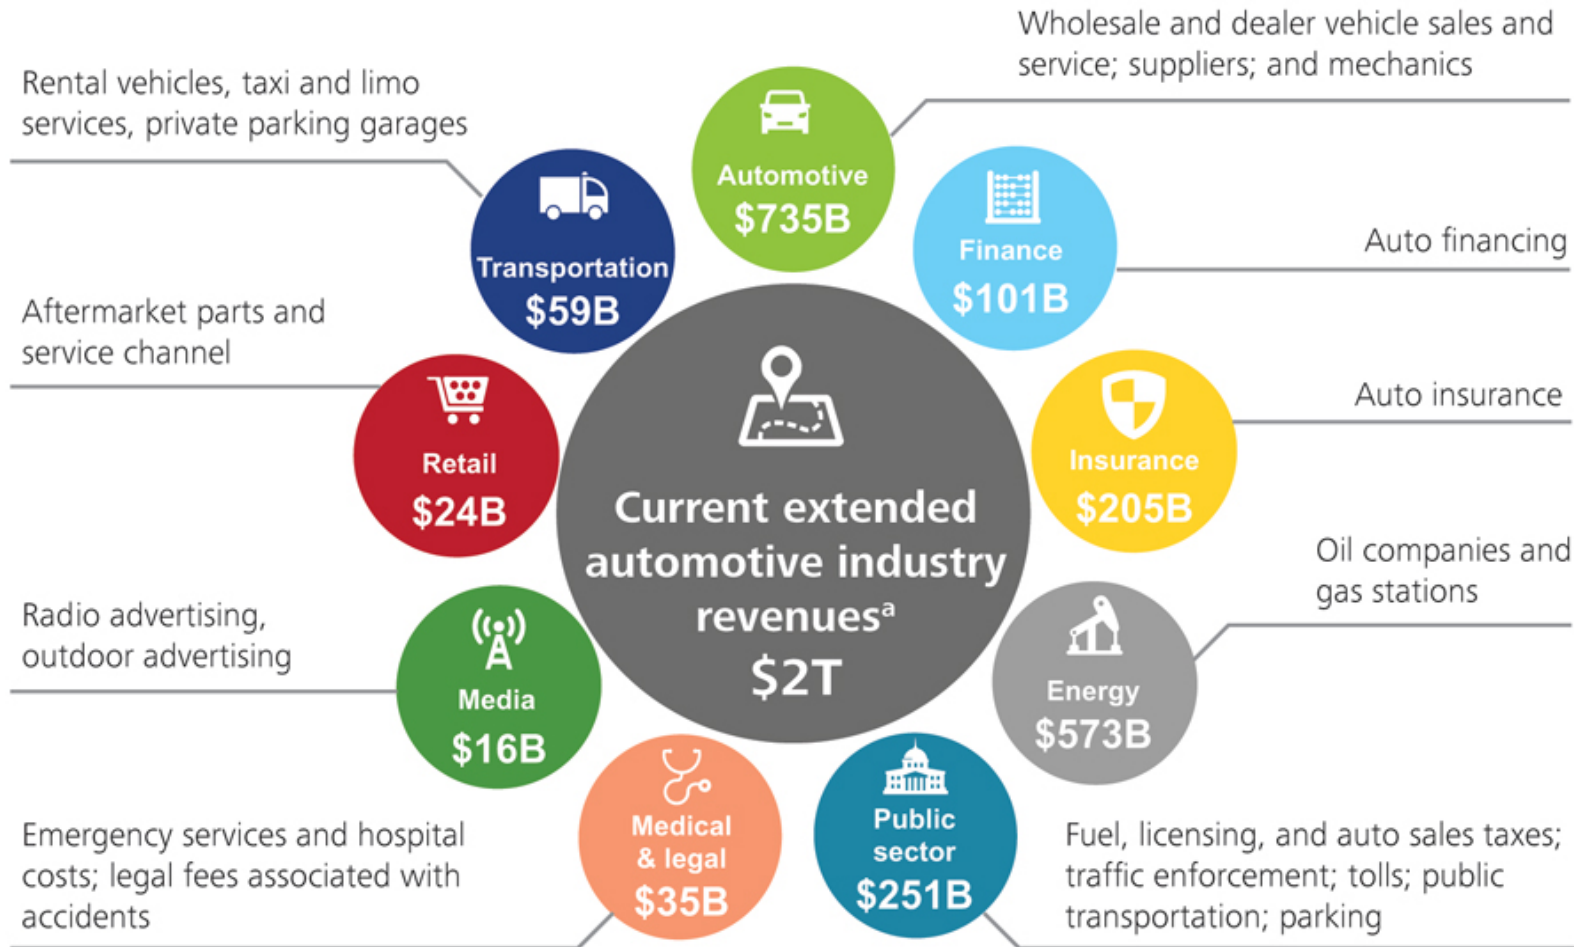 Wholesale and dealer vehicle sales and
service; suppliers; and mechanics
Rental vehicles, taxi and limo
services, private parking garages
Automotive
$735B
Transportation
$59B
Finance
$101B
Auto financing
Aftermarket parts and
service channel
Retail
$24B
Insurance
$205B
Auto insurance
Current extended
automotive industry
revenuesᵃ
$2T
Oil companies and
gas stations
Radio advertising,
outdoor advertising
Media
$16B
Energy
$573B
Medical
& legal
$35B
Public
sector
$251B
Emergency services and hospital
costs; legal fees associated with
accidents
Fuel, licensing, and auto sales taxes;
traffic enforcement; tolls; public
transportation; parking